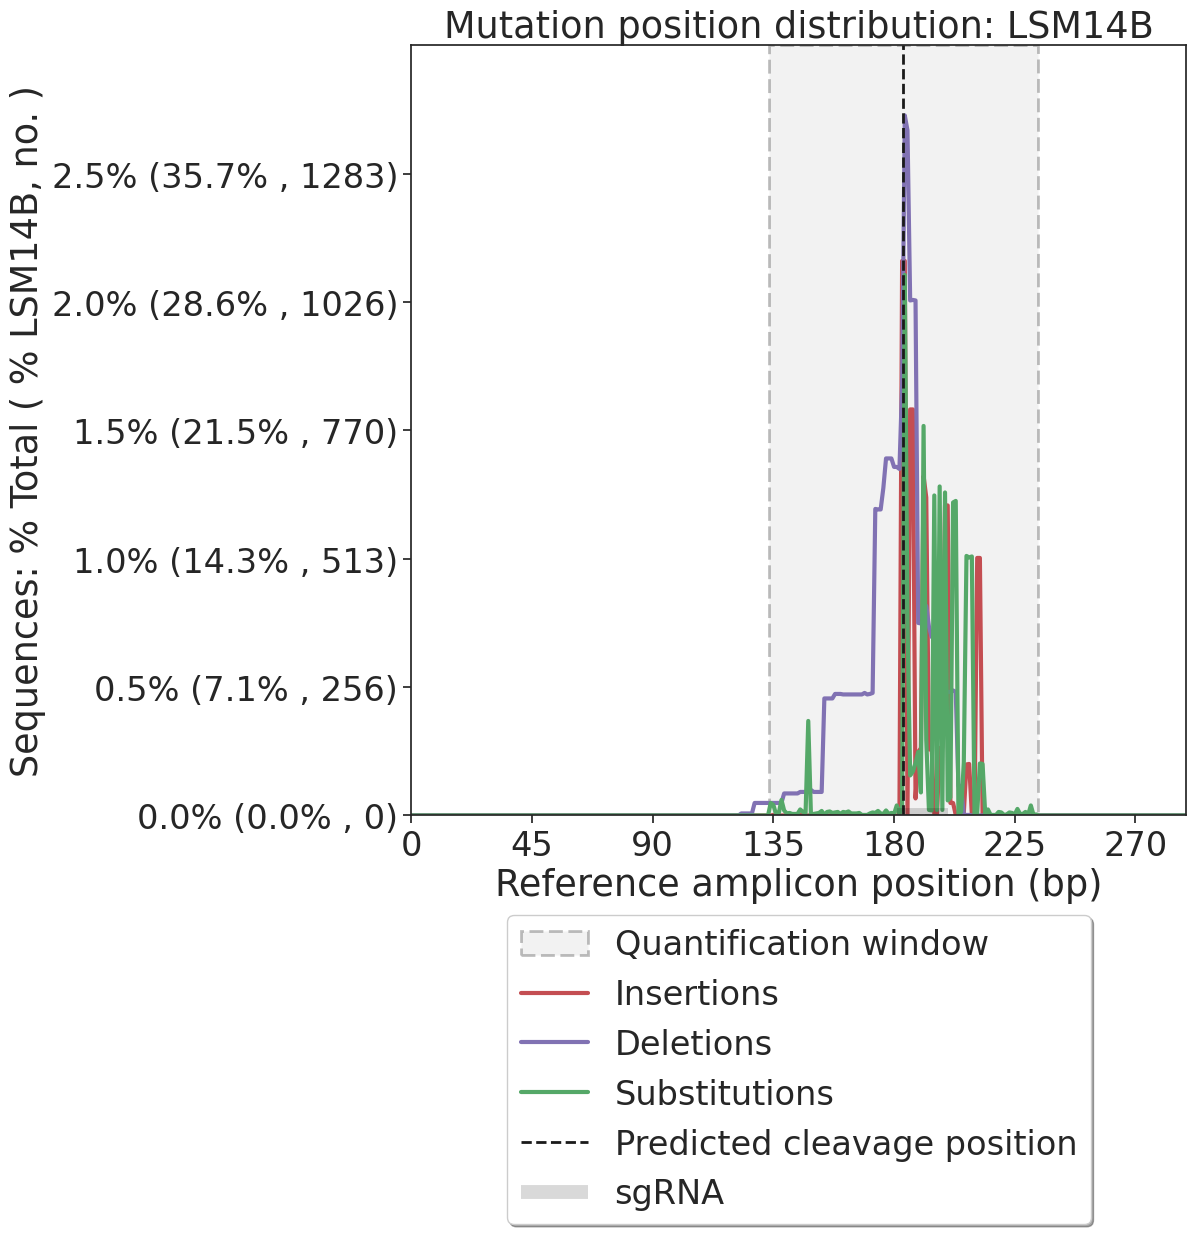 Mutation position distribution: LSM14B
Sequences: % Total ( % LSM14B, no. )
2.5% (35.7% , 1283)
2.0% (28.6% , 1026)
1.5% (21.5% , 770)
1.0% (14.3% , 513)
0.5% (7.1% , 256)
0.0% (0.0% , 0)
0 45 90 135 180 225 270
Reference amplicon position (bp)
Quantification window
Insertions
Deletions
Substitutions
Predicted cleavage position
sgRNA